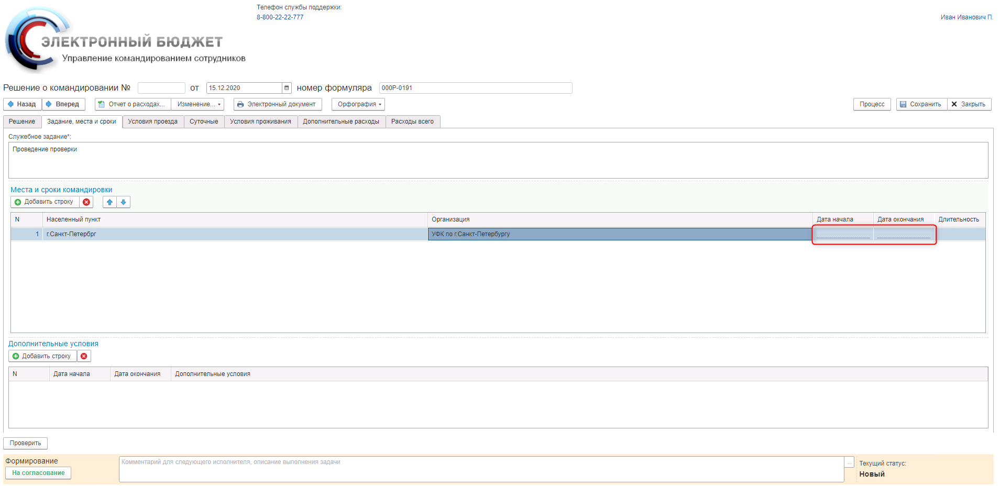 Телефон службы поддержки:
8-800-22-22-777
Иван Иванович П.
ЭЛЕКТРОННЫЙ БЮДЖЕТ
Управление командированием сотрудников
Решение о командировании № от 15.12.2020 номер формуляра 000Р-0191
Назад Вперед Отчет о расходах... Изменение... Электронный документ Орфография Процесс Сохранить Закрыть
Решение Задание, места и сроки Условия проезда Суточные Условия проживания Дополнительные расходы Расходы всего
Служебное задание*:
Проведение проверки
Места и сроки командировки
Добавить строку
N Населенный пункт Организация Дата начала Дата окончания Длительность
1 г.Санкт-Петербрг УФК по г.Санкт-Петербургу
Дополнительные условия
Добавить строку
N Дата начала Дата окончания Дополнительные условия
Проверить
Формирование
Комментарий для следующего исполнителя, описание выполнения задачи
...
Текущий статус:
На согласование
Новый